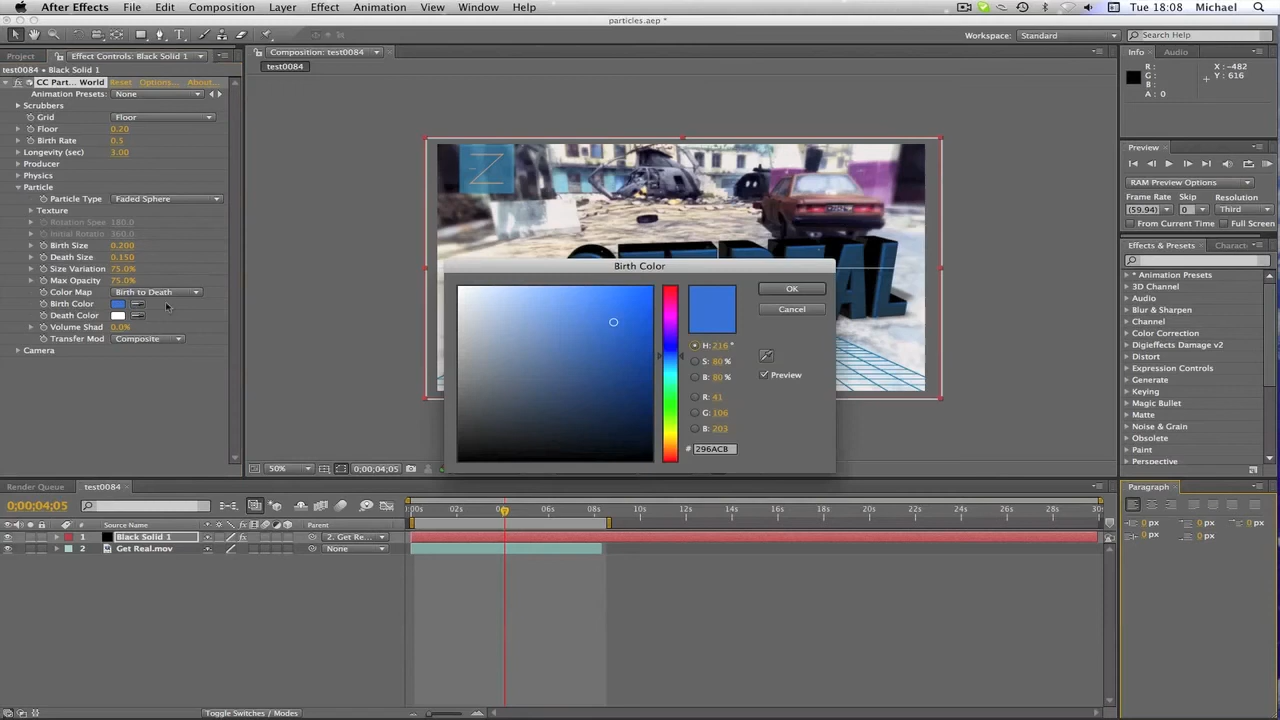 After Effects File Edit Composition Layer Effect Animation View Window Help Tue 18:08 Michael
particles.aep *
Workspace: Standard Search Help
Project Effect Controls: Black Solid 1 Composition: test0084 Info Audio
test0084 • Black Solid 1 test0084
CC Part... World Reset Options... About...
Animation Presets: None
Scrubbers
Grid Floor
Floor 0.20
Birth Rate 0.5
Longevity (sec) 3.00
Producer
Physics
Particle
Particle Type Faded Sphere
Texture
Rotation Spee 180.0
Initial Rotatio 360.0
Birth Size 0.200
Death Size 0.150
Size Variation 75.0%
Max Opacity 75.0%
Color Map Birth to Death
Birth Color
Death Color
Volume Shad 0.0%
Transfer Mod Composite
Camera
Z
Birth Color
OK
Cancel
H: 216 °
S: 80 %
B: 80 %
Preview
R: 41
G: 106
B: 203
# 296ACB
50% 0;00;04;05
R: X: -482
G: Y: 616
B:
A: 0
Preview
RAM Preview Options
Frame Rate Skip Resolution
(59.94) 0 Third
From Current Time Full Screen
Effects & Presets Charact
* Animation Presets
3D Channel
Audio
Blur & Sharpen
Channel
Color Correction
Digieffects Damage v2
Distort
Expression Controls
Generate
Keying
Magic Bullet
Matte
Noise & Grain
Obsolete
Paint
Perspective
Render Queue test0084
0;00;04;05
:00s 02s 04s 06s 08s 10s 12s 14s 16s 18s 20s 22s 24s 26s 28s 30s
# Source Name Parent
1 Black Solid 1 fx 2. Get Re...
2 Get Real.mov None
Toggle Switches / Modes
Paragraph
0 px 0 px 0 px
0 px 0 px